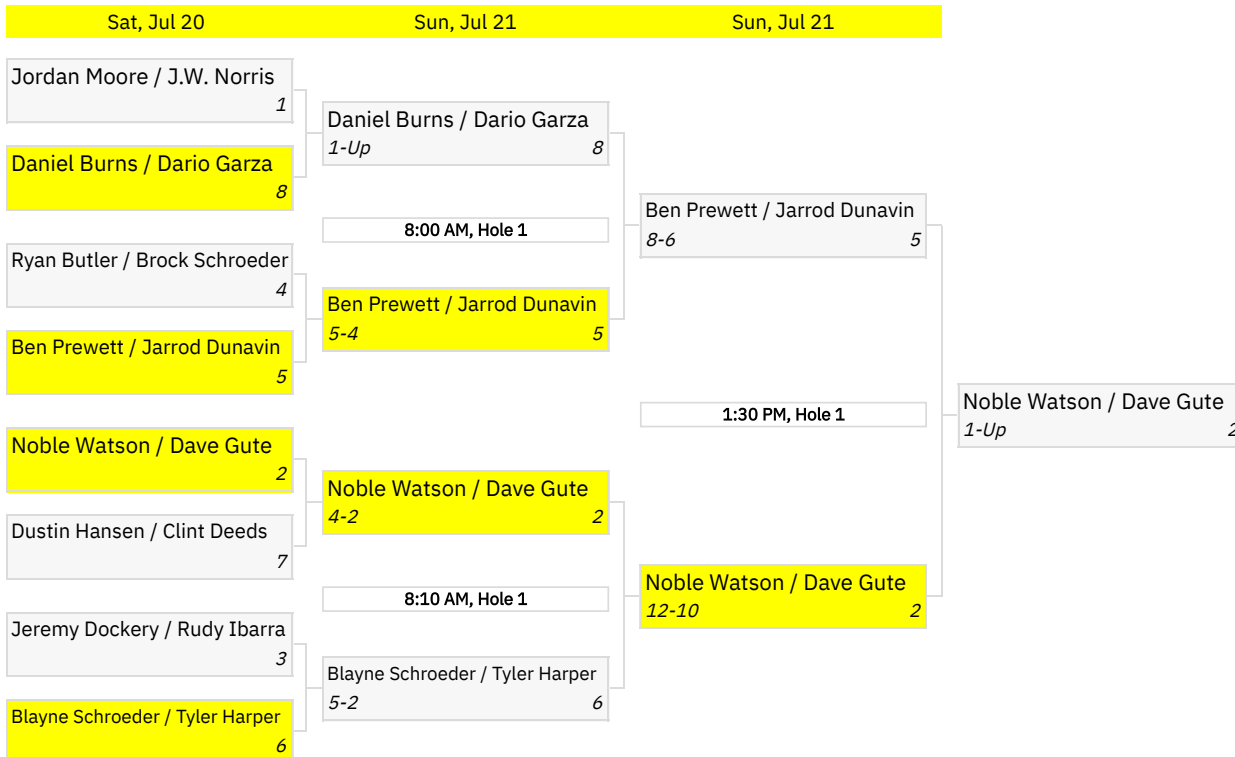 Sat, Jul 20
Sun, Jul 21
Sun, Jul 21
Jordan Moore / J.W. Norris
1
Daniel Burns / Dario Garza
8
Ryan Butler / Brock Schroeder
4
Ben Prewett / Jarrod Dunavin
5
Noble Watson / Dave Gute
2
Dustin Hansen / Clint Deeds
7
Jeremy Dockery / Rudy Ibarra
3
Blayne Schroeder / Tyler Harper
6
Daniel Burns / Dario Garza
1-Up 8
8:00 AM, Hole 1
Ben Prewett / Jarrod Dunavin
5-4 5
Noble Watson / Dave Gute
4-2 2
8:10 AM, Hole 1
Blayne Schroeder / Tyler Harper
5-2 6
Ben Prewett / Jarrod Dunavin
8-6 5
1:30 PM, Hole 1
Noble Watson / Dave Gute
12-10 2
Noble Watson / Dave Gute
1-Up 2